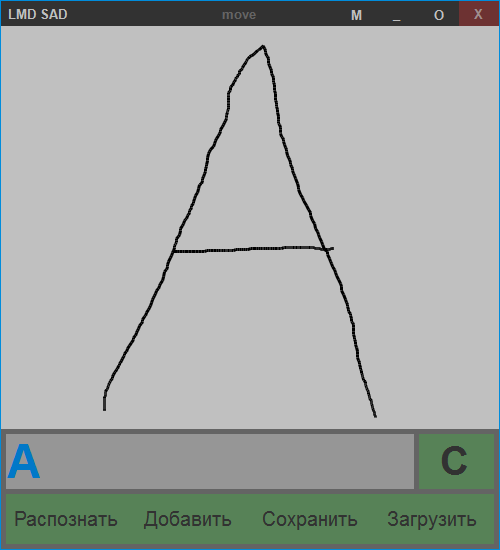 LMD SAD move M _ O X
A
A C
Распознать Добавить Сохранить Загрузить